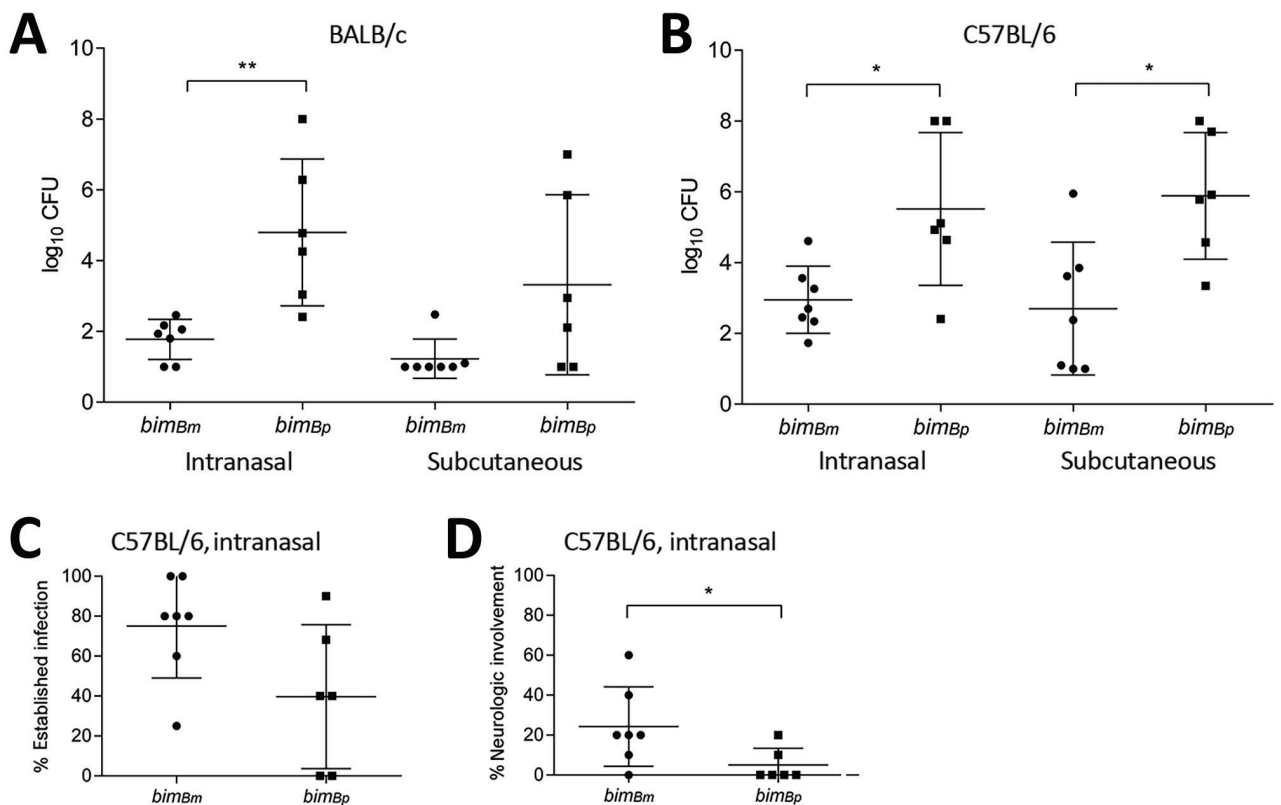 A
BALB/c
**
log10 CFU
10
8
6
4
2
0
bimBm bimBp bimBm bimBp
Intranasal Subcutaneous
B
C57BL/6
* *
log10 CFU
10
8
6
4
2
0
bimBm bimBp bimBm bimBp
Intranasal Subcutaneous
C
C57BL/6, intranasal
% Established infection
100
80
60
40
20
0
bimBm bimBp
D
C57BL/6, intranasal
*
% Neurologic involvement
100
80
60
40
20
0
bimBm bimBp